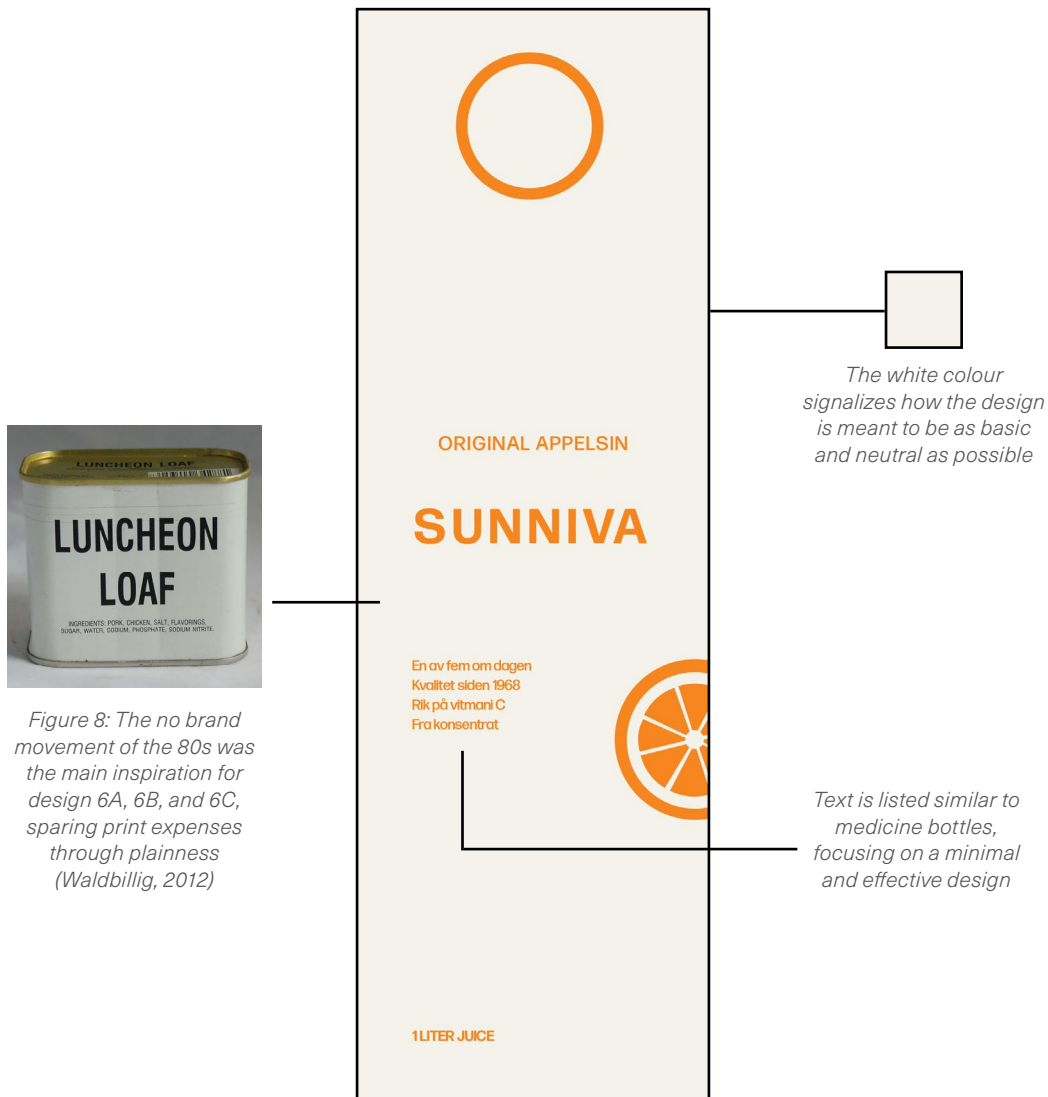 ORIGINAL APPELSIN
SUNNIVA
En av fem om dagen
Kvalitet siden 1968
Rik på vitmani C
Fra konsentrat
1 LITER JUICE
The white colour
signalizes how the design
is meant to be as basic
and neutral as possible
LUNCHEON LOAF
LUNCHEON
LOAF
INGREDIENTS: PORK, CHICKEN, SALT, FLAVORINGS,
SUGAR, WATER, SODIUM, PHOSPHATE, SODIUM NITRITE.
Figure 8: The no brand
movement of the 80s was
the main inspiration for
design 6A, 6B, and 6C,
sparing print expenses
through plainness
(Waldbillig, 2012)
Text is listed similar to
medicine bottles,
focusing on a minimal
and effective design